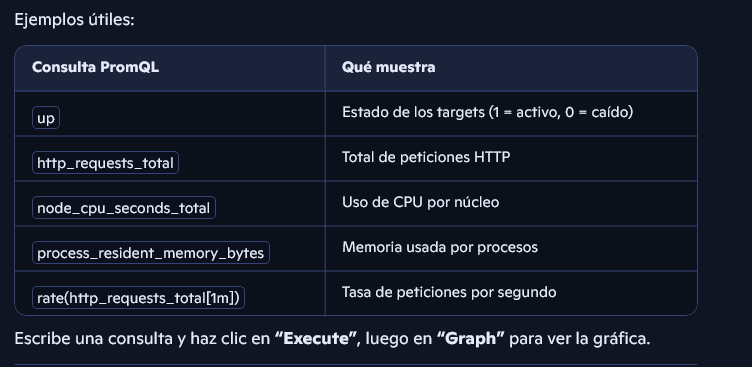 Ejemplos útiles:
Consulta PromQL Qué muestra
up Estado de los targets (1 = activo, 0 = caído)
http_requests_total Total de peticiones HTTP
node_cpu_seconds_total Uso de CPU por núcleo
process_resident_memory_bytes Memoria usada por procesos
rate(http_requests_total[1m]) Tasa de peticiones por segundo
Escribe una consulta y haz clic en “Execute”, luego en “Graph” para ver la gráfica.